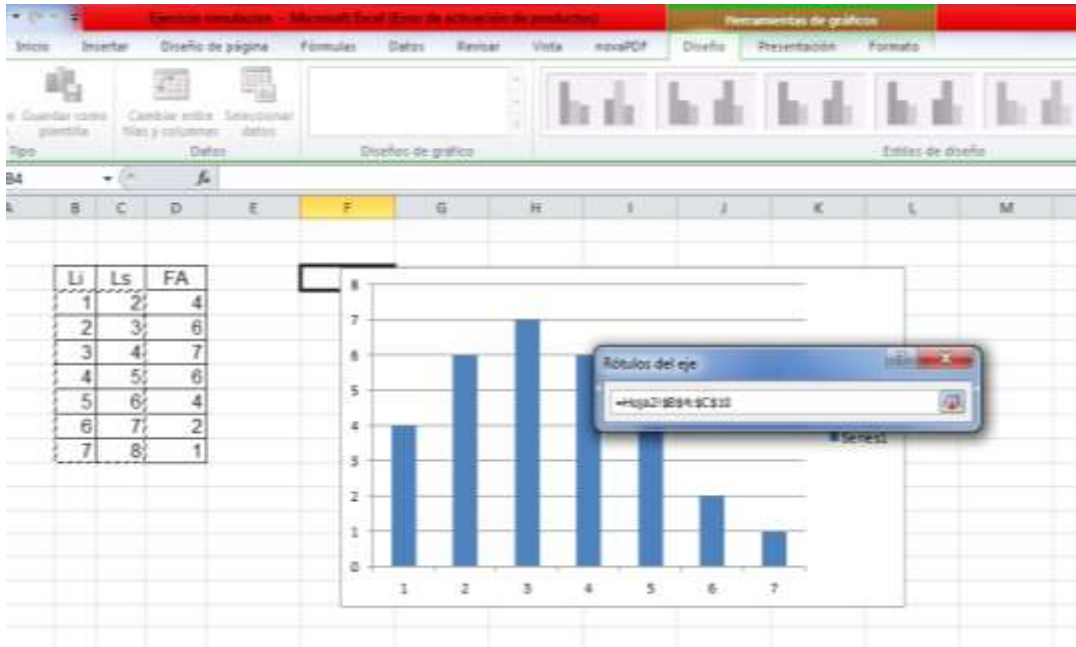 Ejercicio simulacion - Microsoft Excel (Error de activación de productos)
Herramientas de gráficos
Inicio Insertar Diseño de página Fórmulas Datos Revisar Vista novaPDF Diseño Presentación Formato
Guardar como plantilla
Cambiar entre filas y columnas
Seleccionar datos
Tipo Datos Diseños de gráfico Estilos de diseño
B4 fx
B C D E F G H I J K L M
Li Ls FA
1 2 4
2 3 6
3 4 7
4 5 6
5 6 4
6 7 2
7 8 1
8
7
6
5
4
3
2
1
0
1 2 3 4 5 6 7
Rótulos del eje
=Hoja2!$B$4:$C$10
Series1